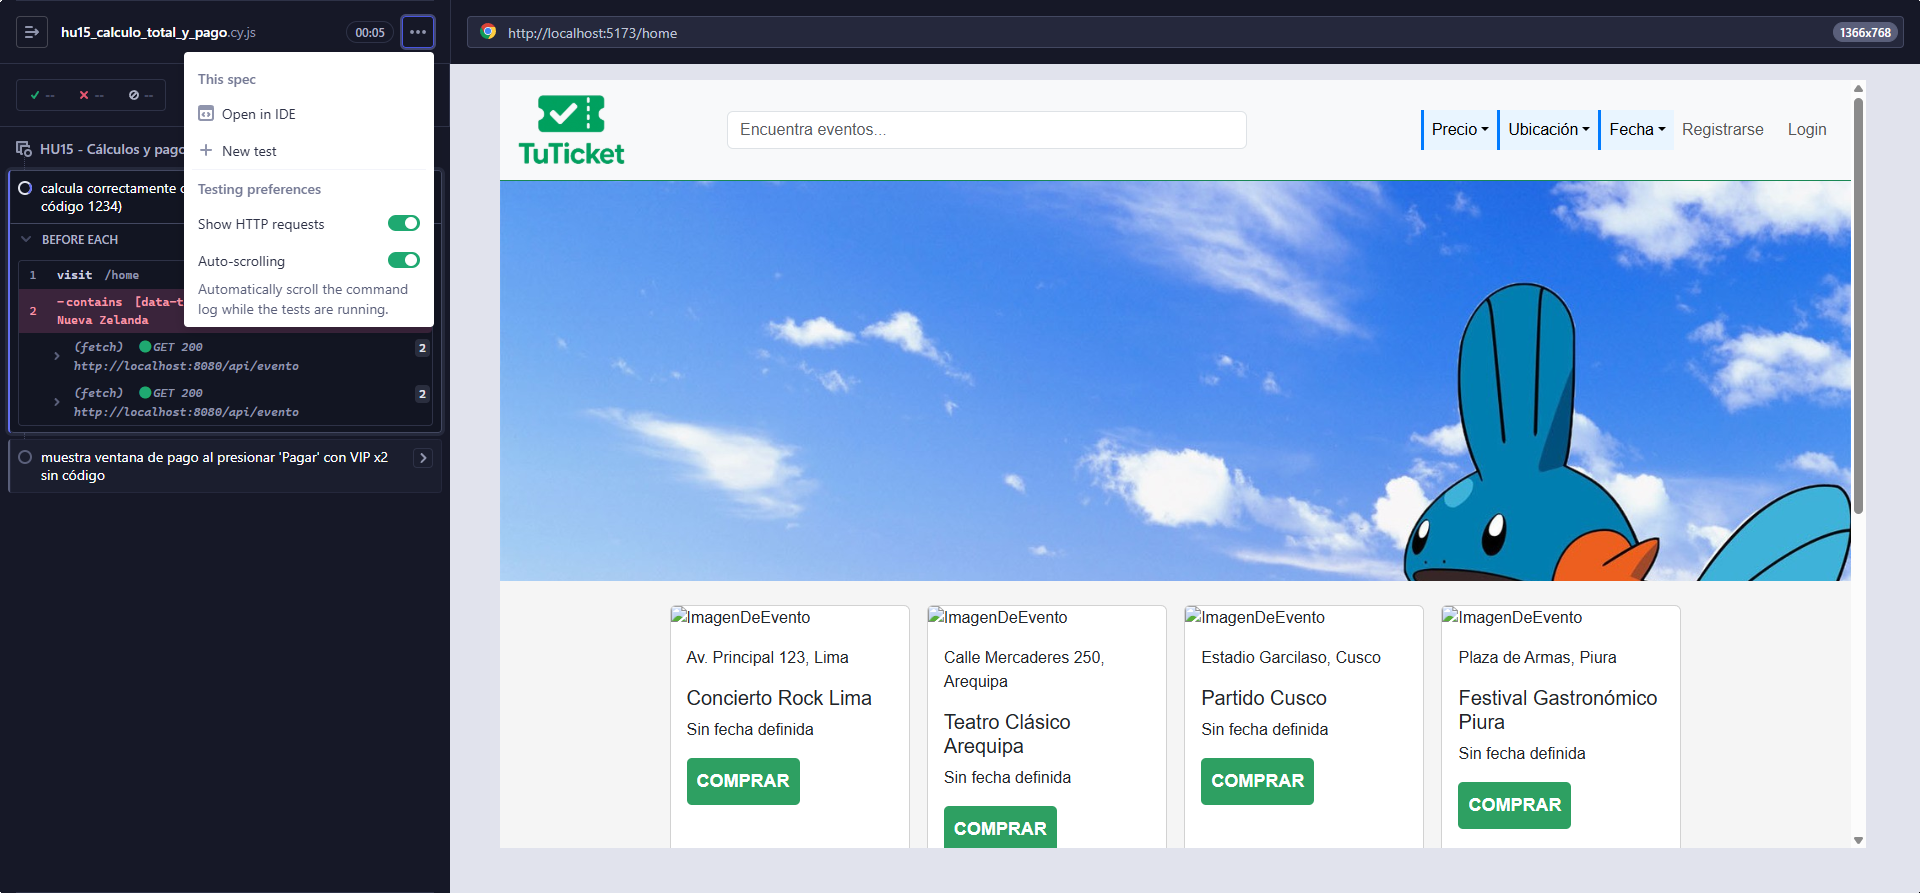 hu15_calculo_total_y_pago.cy.js
00:05
This spec
Open in IDE
New test
Testing preferences
Show HTTP requests
Auto-scrolling
Automatically scroll the command
log while the tests are running.
-- -- --
HU15 - Cálculos y pago
calcula correctamente
código 1234)
BEFORE EACH
1 visit /home
2 -contains [data-t
Nueva Zelanda
(fetch) GET 200 2
http://localhost:8080/api/evento
(fetch) GET 200 2
http://localhost:8080/api/evento
muestra ventana de pago al presionar 'Pagar' con VIP x2
sin código
http://localhost:5173/home
1366x768
TuTicket
Encuentra eventos...
Precio Ubicación Fecha Registrarse Login
ImagenDeEvento
Av. Principal 123, Lima
Concierto Rock Lima
Sin fecha definida
COMPRAR
ImagenDeEvento
Calle Mercaderes 250,
Arequipa
Teatro Clásico
Arequipa
Sin fecha definida
COMPRAR
ImagenDeEvento
Estadio Garcilaso, Cusco
Partido Cusco
Sin fecha definida
COMPRAR
ImagenDeEvento
Plaza de Armas, Piura
Festival Gastronómico
Piura
Sin fecha definida
COMPRAR